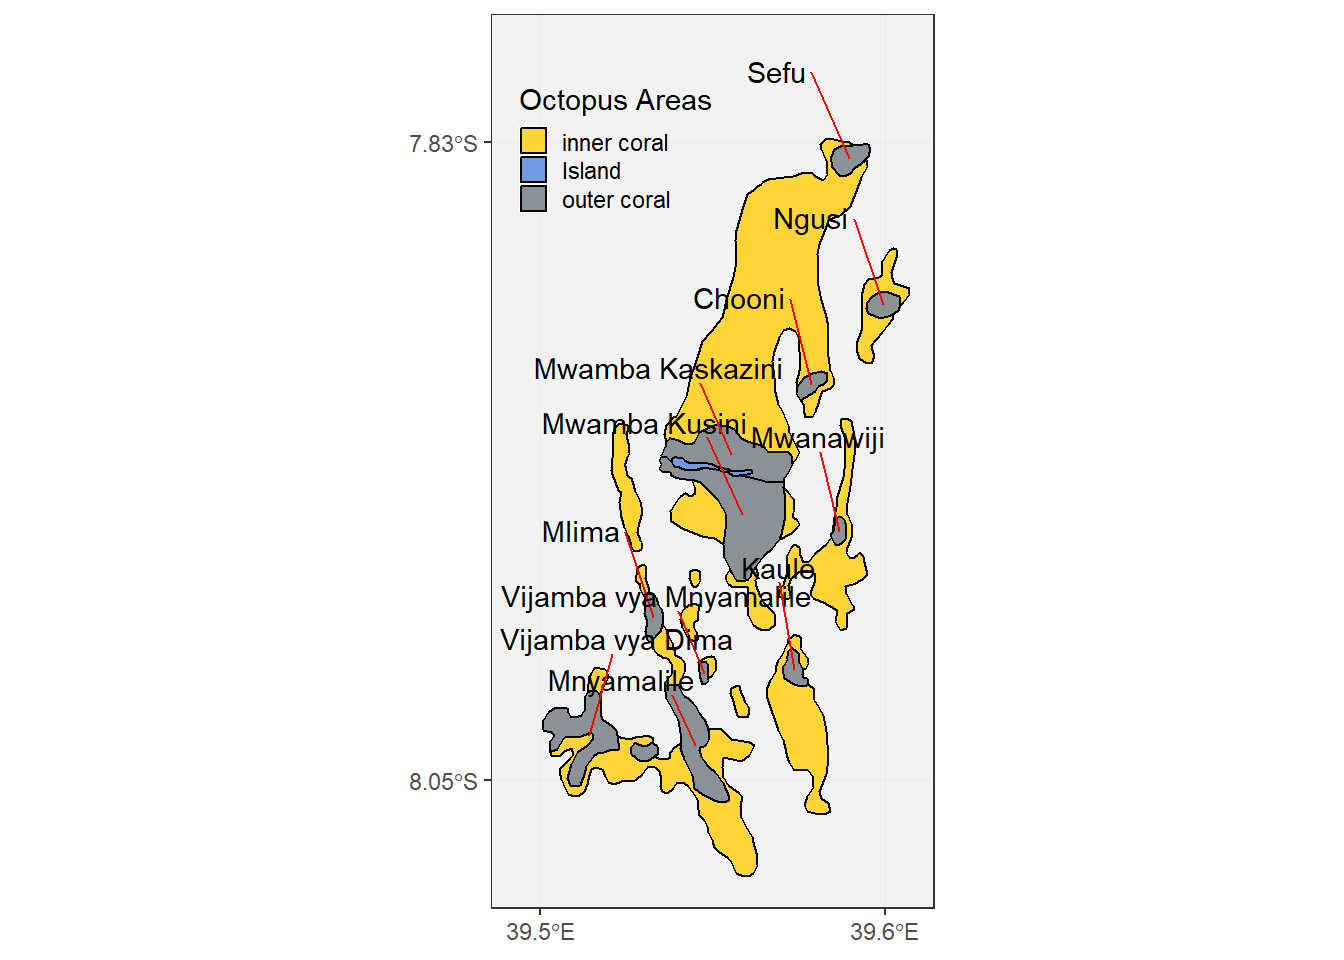 Sefu
Octopus Areas
inner coral
Island
outer coral
7.83°S
Ngusi
Chooni
Mwamba Kaskazini
Mwamba Kusini
Mwanawiji
Mlima
Kaule
Vijamba vya Mnyamalile
Vijamba vya Dima
Mnyamalile
8.05°S
39.5°E
39.6°E